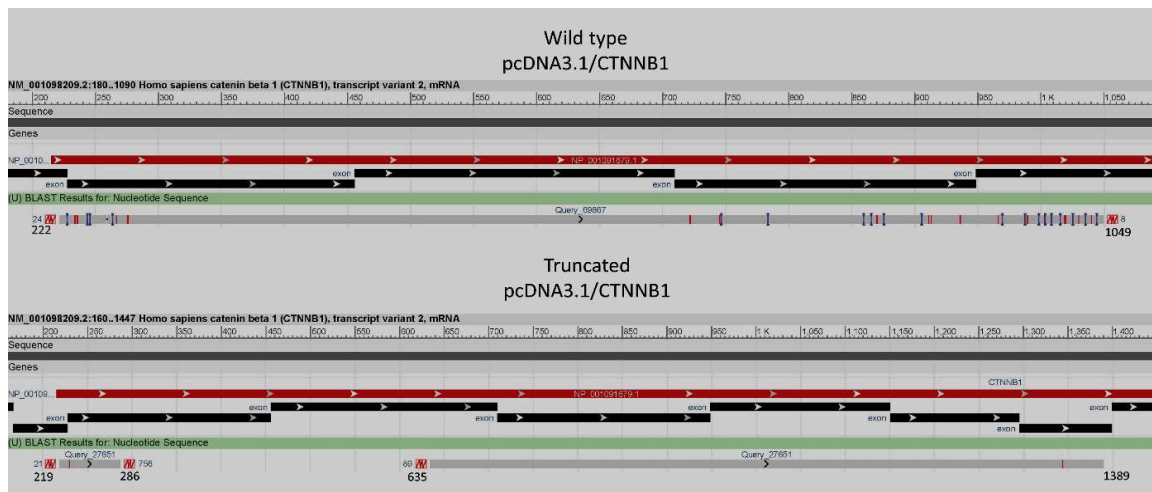 Wild type
pcDNA3.1/CTNNB1
NM_001098209.2:180..1090 Homo sapiens catenin beta 1 (CTNNB1), transcript variant 2, mRNA
200 250 300 350 400 450 500 550 600 650 700 750 800 850 900 950 1 K 1,050
Sequence
Genes
NP_0010... NP_001091679.1
exon exon
exon exon
(U) BLAST Results for: Nucleotide Sequence
Query_69867
24 8
222 1049
Truncated
pcDNA3.1/CTNNB1
NM_001098209.2:160..1447 Homo sapiens catenin beta 1 (CTNNB1), transcript variant 2, mRNA
200 250 300 350 400 450 500 550 600 650 700 750 800 850 900 950 1 K 1,050 1,100 1,150 1,200 1,250 1,300 1,350 1,400
Sequence
Genes
CTNNB1
NP_00109... NP_001091679.1
exon exon exon
exon exon exon
exon
(U) BLAST Results for: Nucleotide Sequence
Query_27651 Query_27651
21 756
219 286 635 1389